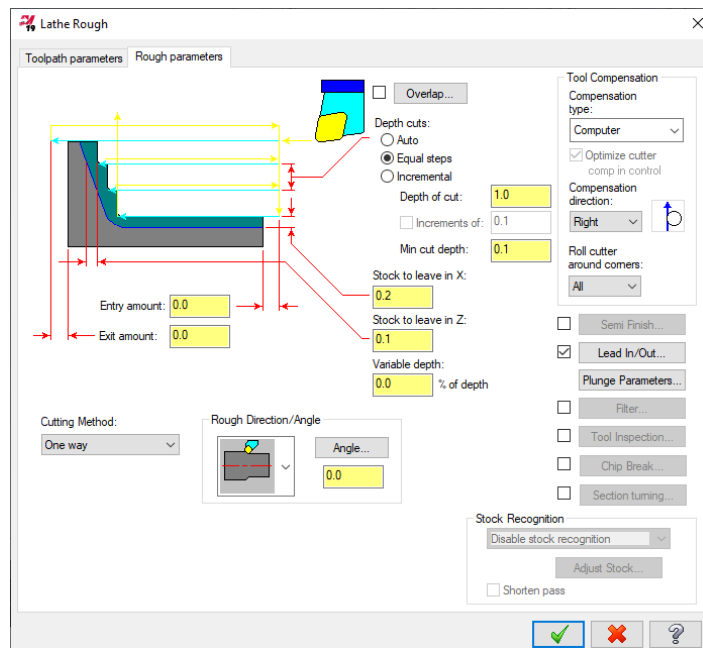 19
Lathe Rough
Toolpath parameters
Rough parameters
Overlap...
Depth cuts:
Auto
Equal steps
Incremental
Depth of cut: 1.0
Increments of: 0.1
Min cut depth: 0.1
Stock to leave in X:
0.2
Stock to leave in Z:
0.1
Variable depth:
0.0 % of depth
Entry amount: 0.0
Exit amount: 0.0
Cutting Method:
One way
Rough Direction/Angle
Angle...
0.0
Tool Compensation
Compensation
type:
Computer
Optimize cutter
comp in control
Compensation
direction:
Right
Roll cutter
around corners:
All
Semi Finish...
Lead In/Out...
Plunge Parameters...
Filter...
Tool Inspection...
Chip Break...
Section turning...
Stock Recognition
Disable stock recognition
Adjust Stock...
Shorten pass
?